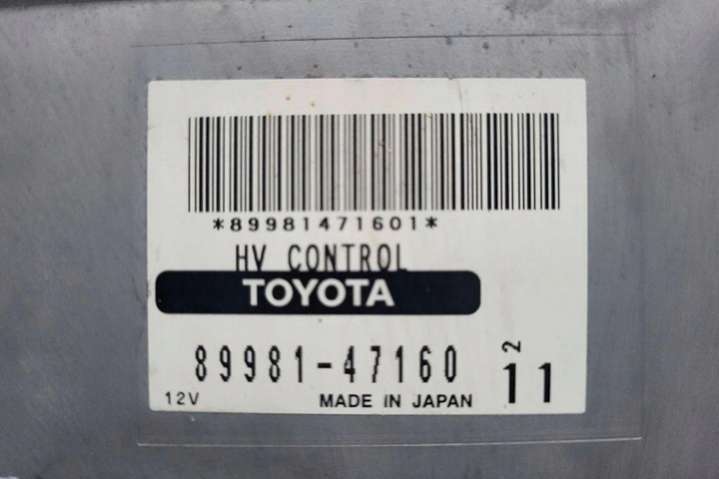 *89981471601*
HV CONTROL
TOYOTA
89981-47160
2
11
12V
MADE IN JAPAN